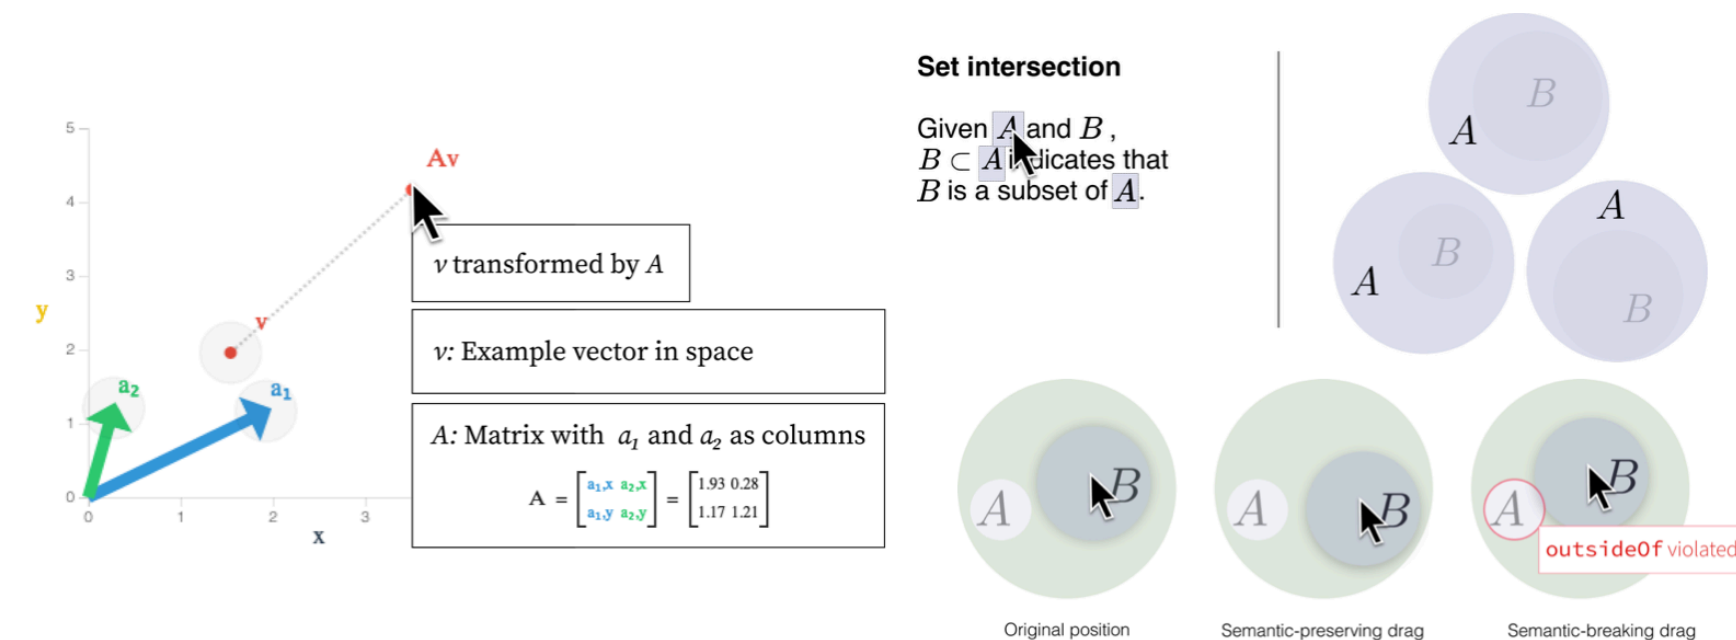 5
4
3
2
1
0
0
1
2
3
y
x
Av
v
a2
a1
v transformed by A
v: Example vector in space
A: Matrix with a1 and a2 as columns
A = [a1,x a2,x] = [1.93 0.28]
[a1,y a2,y] [1.17 1.21]
Set intersection
Given A and B ,
B ⊂ A indicates that
B is a subset of A.
B
A
B
A
A
B
A
B
A
B
A
B
outsideOf violated
Original position
Semantic-preserving drag
Semantic-breaking drag